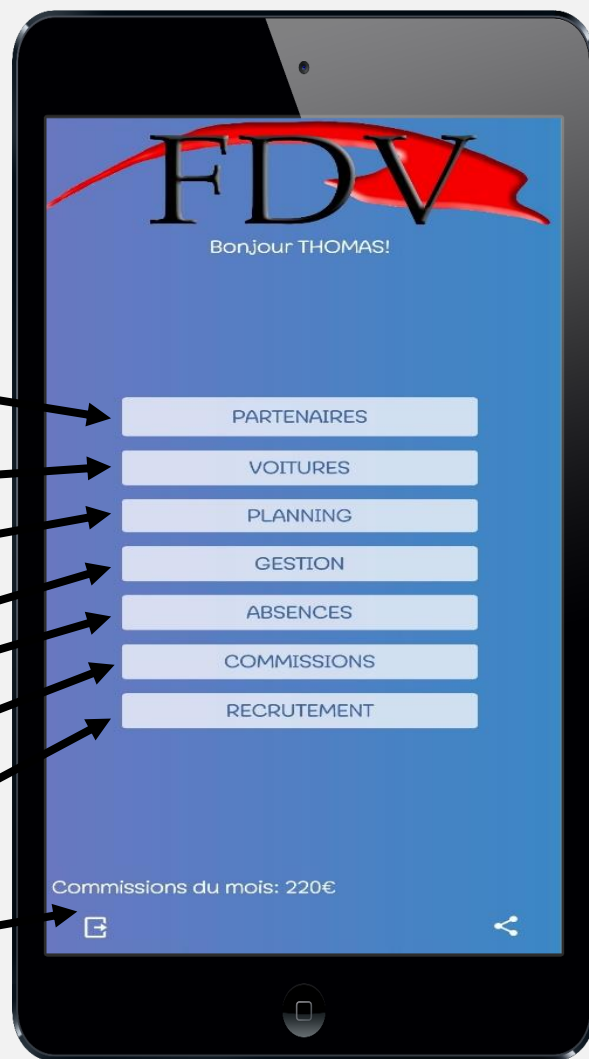 FDV
Bonjour THOMAS!
PARTENAIRES
VOITURES
PLANNING
GESTION
ABSENCES
COMMISSIONS
RECRUTEMENT
Commissions du mois: 220€